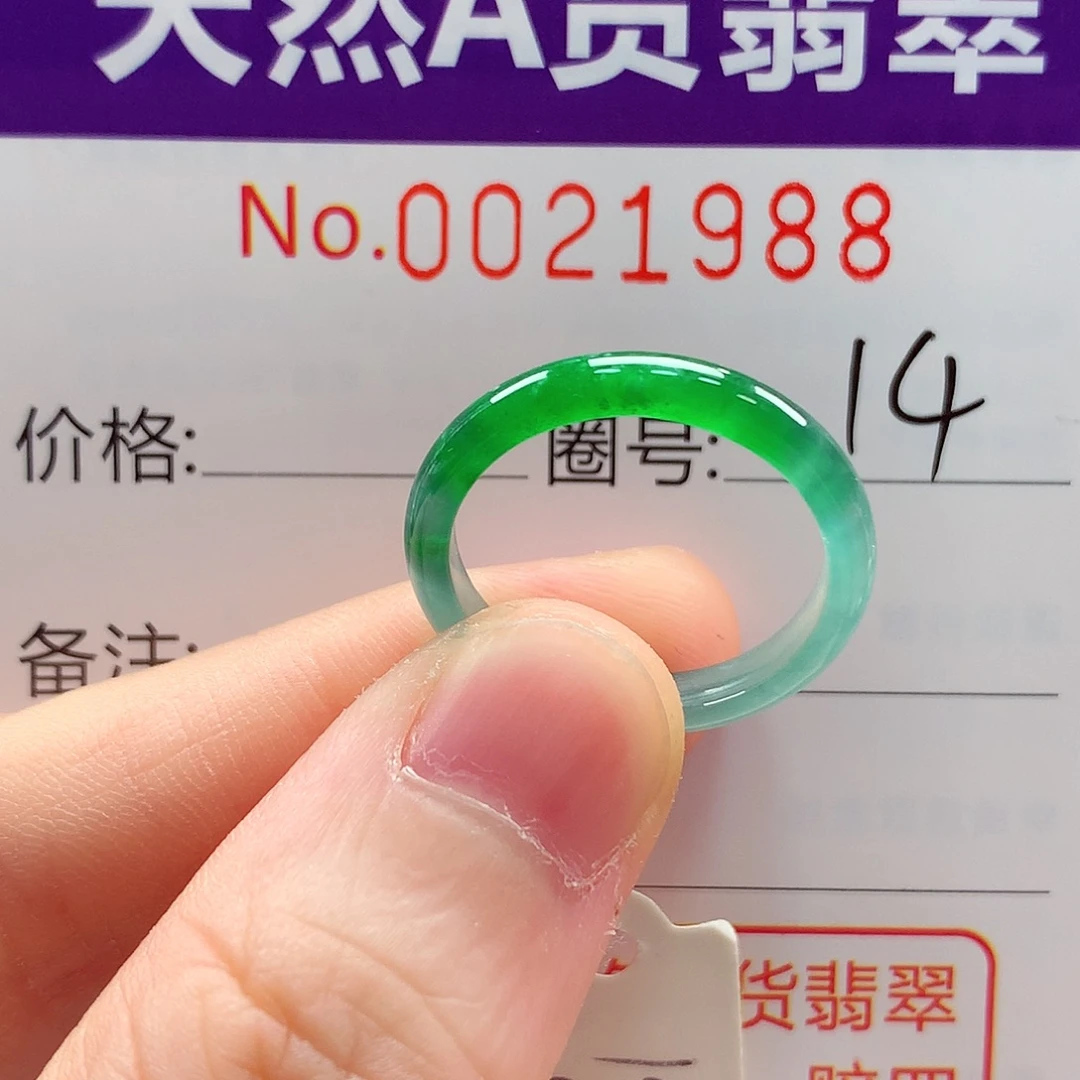 天然A货翡翠
No.0021988
价格: 圈号: 14
备注:
货翡翠